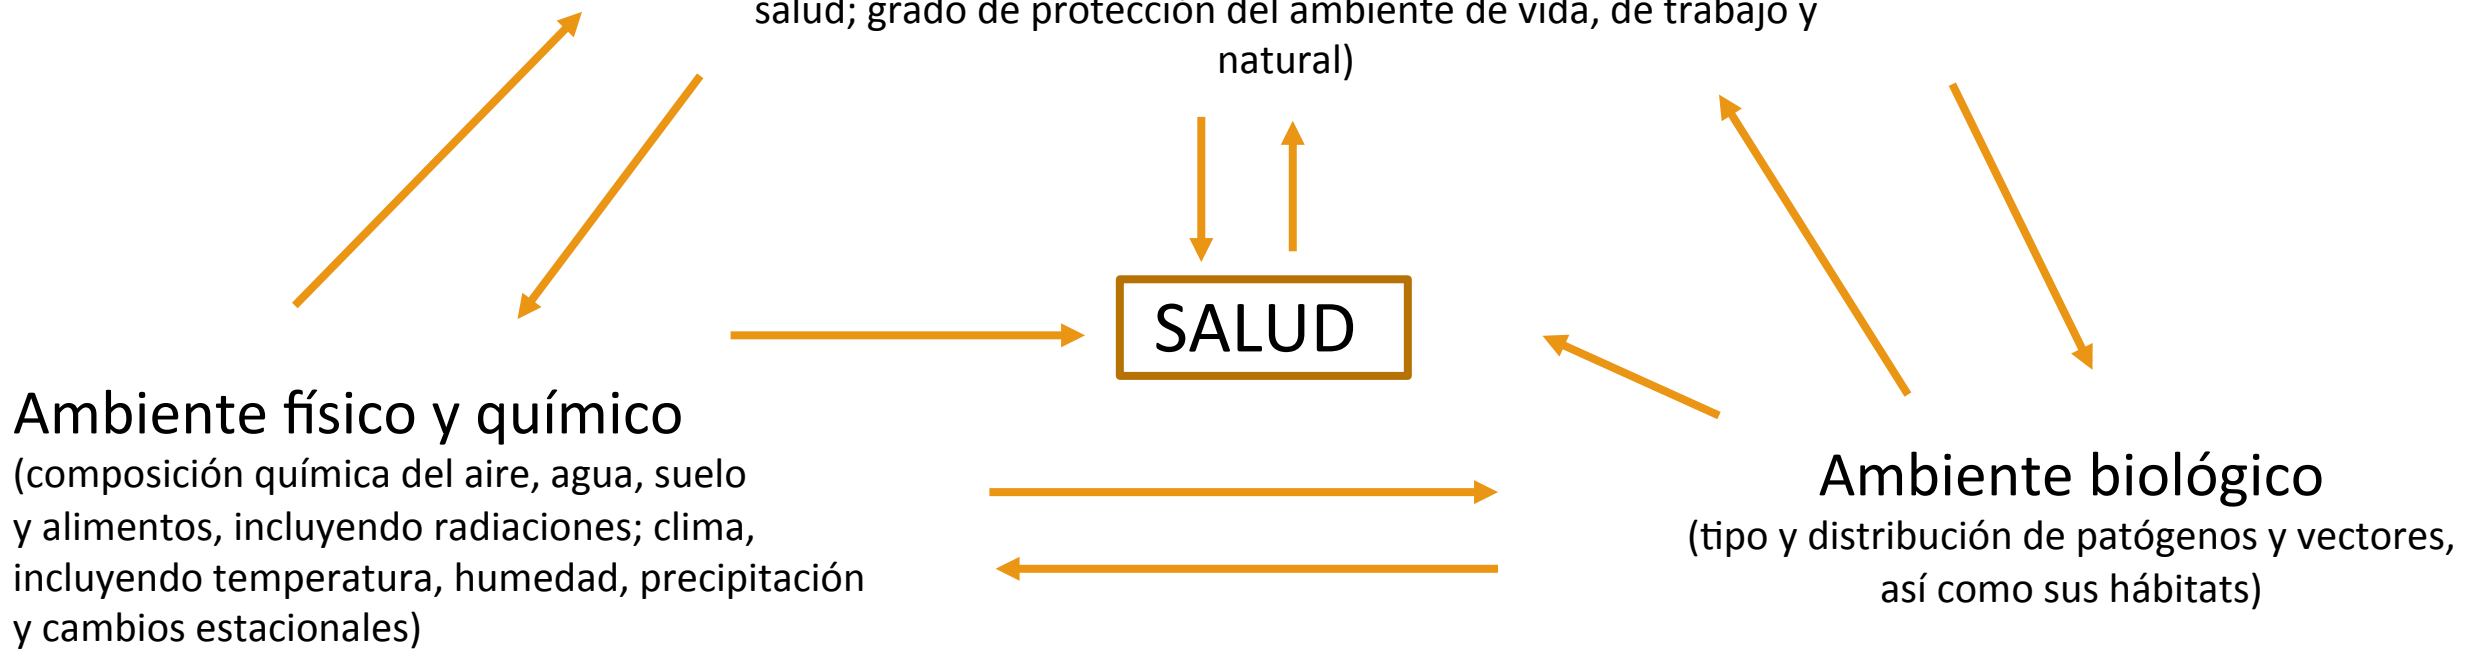 salud; grado de protección del ambiente de vida, de trabajo y
natural)
SALUD
Ambiente físico y químico
(composición química del aire, agua, suelo
y alimentos, incluyendo radiaciones; clima,
incluyendo temperatura, humedad, precipitación
y cambios estacionales)
Ambiente biológico
(tipo y distribución de patógenos y vectores,
así como sus hábitats)